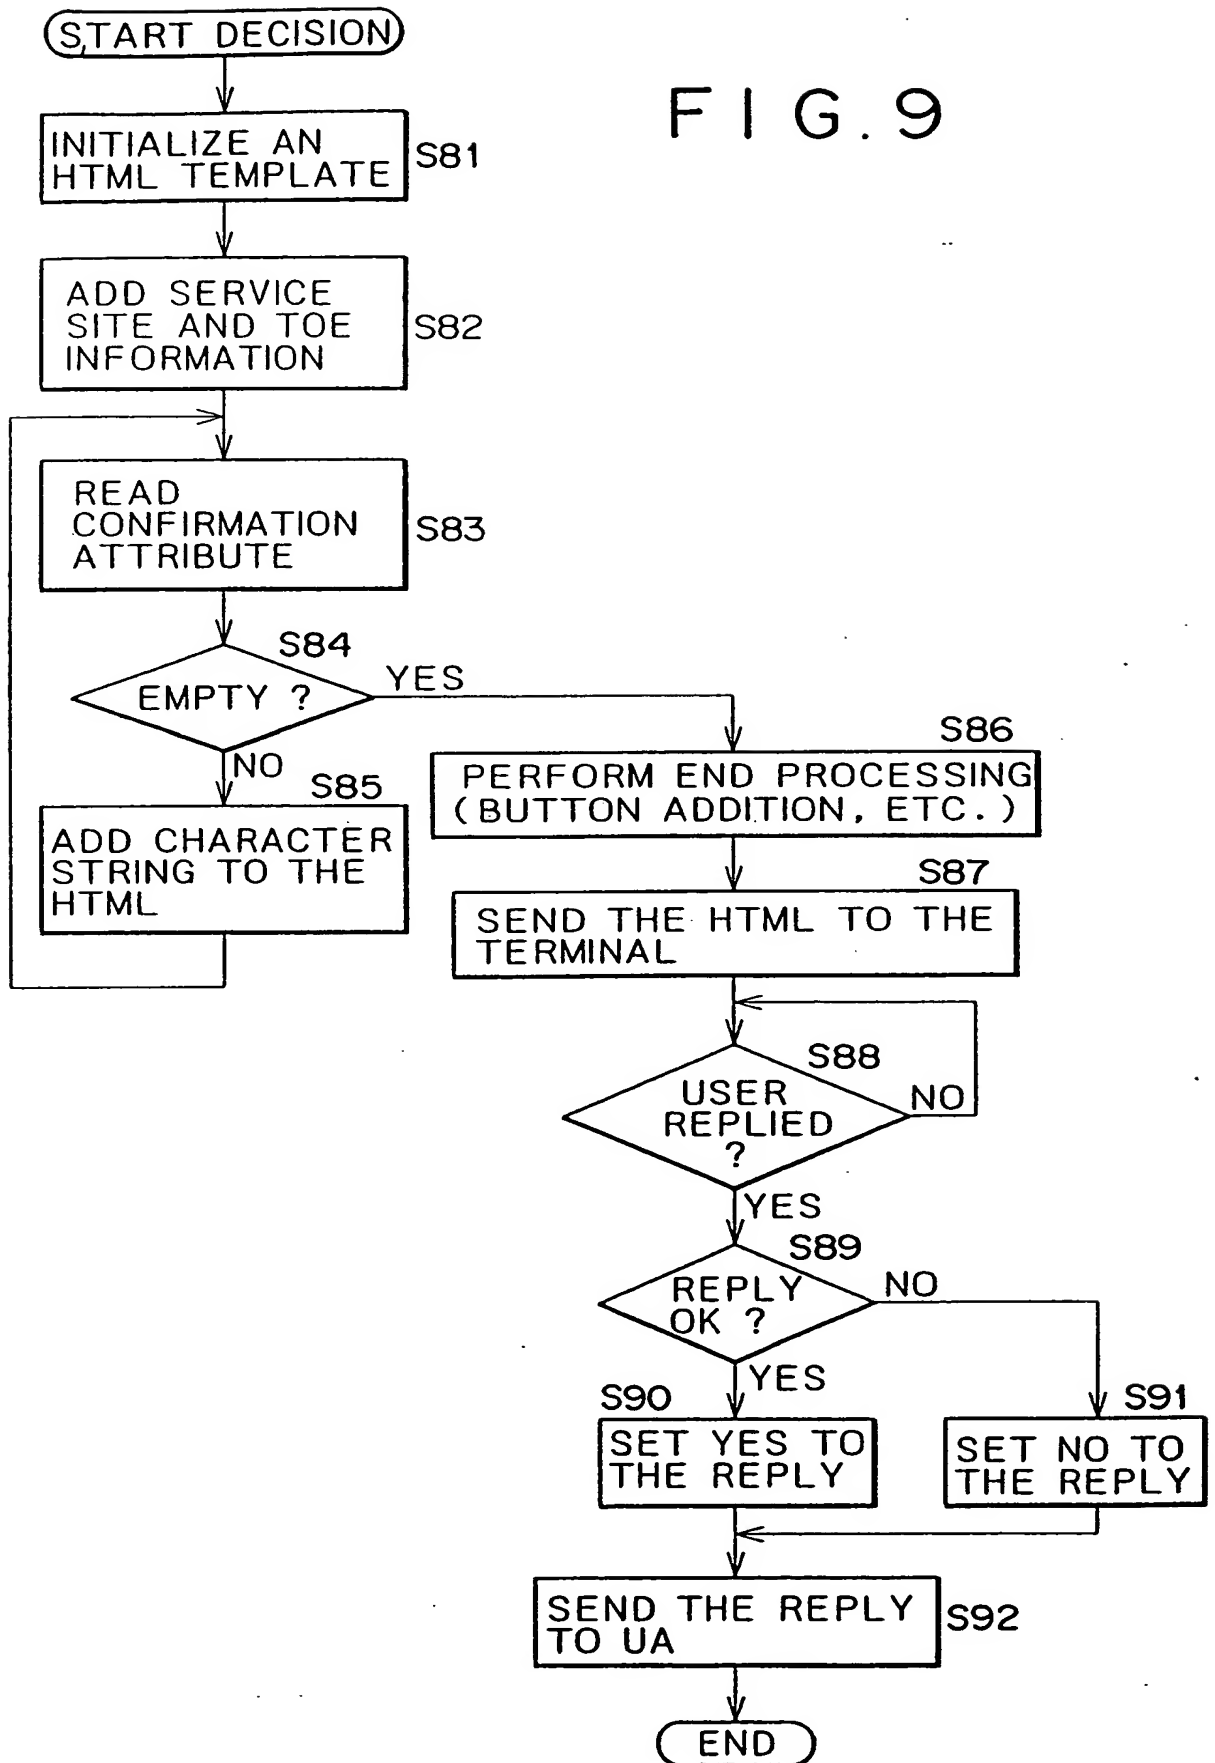 START DECISION
FIG. 9
INITIALIZE AN
HTML TEMPLATE
S81
ADD SERVICE
SITE AND TOE
INFORMATION
S82
READ
CONFIRMATION
ATTRIBUTE
S83
S84
EMPTY ?
YES
NO
S85
ADD CHARACTER
STRING TO THE
HTML
S86
PERFORM END PROCESSING
(BUTTON ADDITION, ETC.)
S87
SEND THE HTML TO THE
TERMINAL
S88
USER
REPLIED
?
NO
YES
S89
REPLY
OK ?
NO
YES
S90
SET YES TO
THE REPLY
S91
SET NO TO
THE REPLY
SEND THE REPLY
TO UA
S92
END